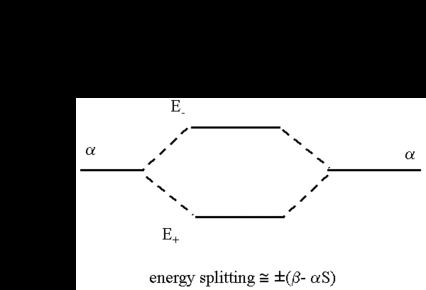 E-
α α
E+
energy splitting ≅ ±(β- αS)